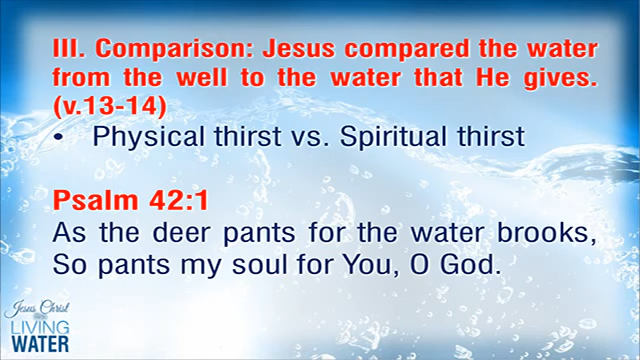 III. Comparison: Jesus compared the water
from the well to the water that He gives.
(v.13-14)
• Physical thirst vs. Spiritual thirst
Psalm 42:1
As the deer pants for the water brooks,
So pants my soul for You, O God.
Jesus Christ
LIVING
WATER